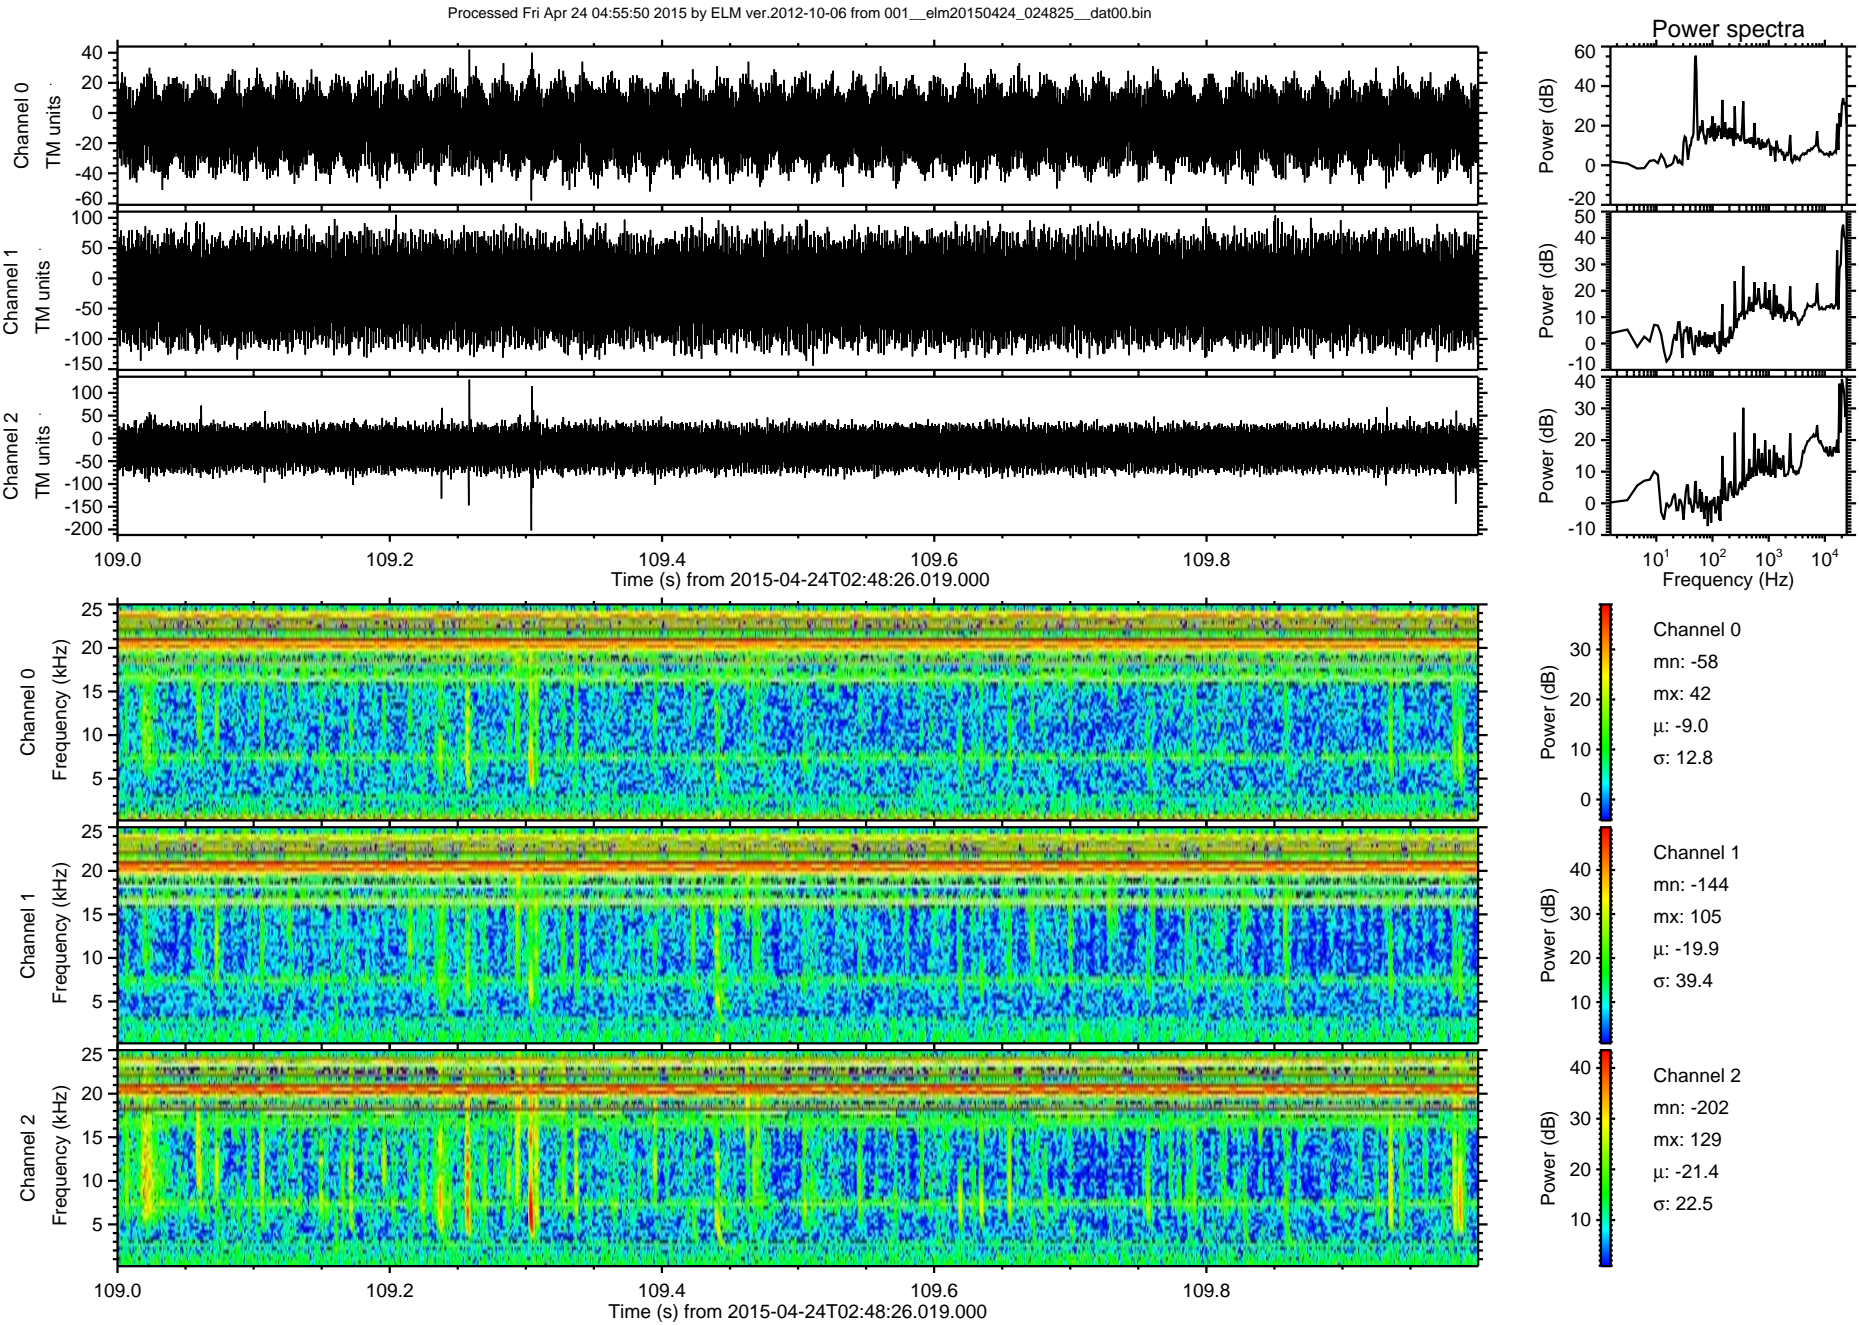 Processed Fri Apr 24 04:55:50 2015 by ELM ver.2012-10-06 from 001__elm20150424_024825__dat00.bin
Power spectra
Channel 0
TM units
40
20
0
-20
-40
-60
Power (dB)
60
40
20
0
-20
Channel 1
TM units
100
50
0
-50
-100
-150
Power (dB)
50
40
30
20
10
0
-10
Channel 2
TM units
100
50
0
-50
-100
-150
-200
Power (dB)
40
30
20
10
0
-10
109.0 109.2 109.4 109.6 109.8
Time (s) from 2015-04-24T02:48:26.019.000
10^1 10^2 10^3 10^4
Frequency (Hz)
Channel 0
Frequency (kHz)
25
20
15
10
5
Power (dB)
30
20
10
0
Channel 0
mn: -58
mx: 42
μ: -9.0
σ: 12.8
Channel 1
Frequency (kHz)
25
20
15
10
5
Power (dB)
40
30
20
10
Channel 1
mn: -144
mx: 105
μ: -19.9
σ: 39.4
Channel 2
Frequency (kHz)
25
20
15
10
5
Power (dB)
40
30
20
10
Channel 2
mn: -202
mx: 129
μ: -21.4
σ: 22.5
109.0 109.2 109.4 109.6 109.8
Time (s) from 2015-04-24T02:48:26.019.000